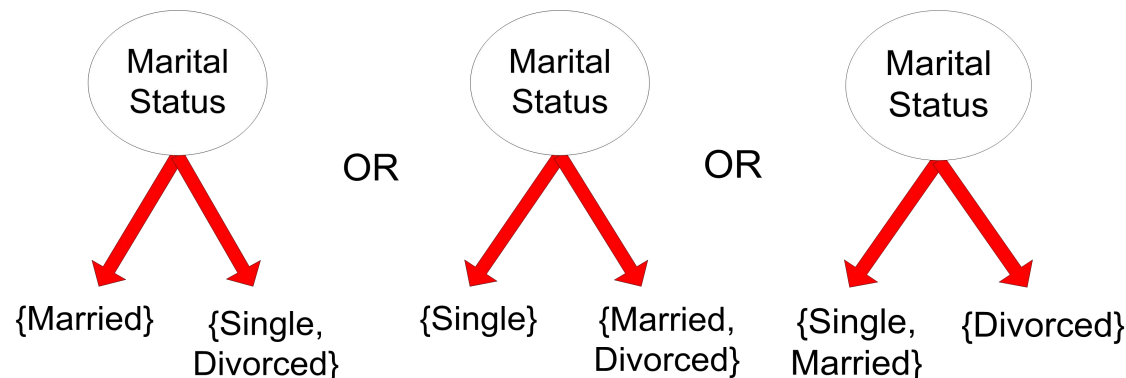 Marital
Status
{Married}
{Single,
Divorced}
OR
Marital
Status
{Single}
{Married,
Divorced}
OR
Marital
Status
{Single,
Married}
{Divorced}